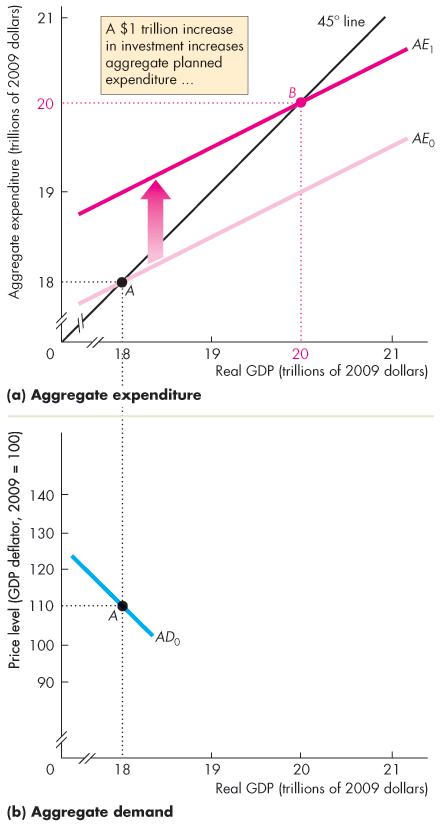 Aggregate expenditure (trillions of 2009 dollars)
21
20
19
18
0
A $1 trillion increase
in investment increases
aggregate planned
expenditure ...
45° line
AE1
B
AE0
A
18
19
20
21
Real GDP (trillions of 2009 dollars)
(a) Aggregate expenditure
Price level (GDP deflator, 2009 = 100)
140
130
120
110
100
90
0
A
AD0
18
19
20
21
Real GDP (trillions of 2009 dollars)
(b) Aggregate demand